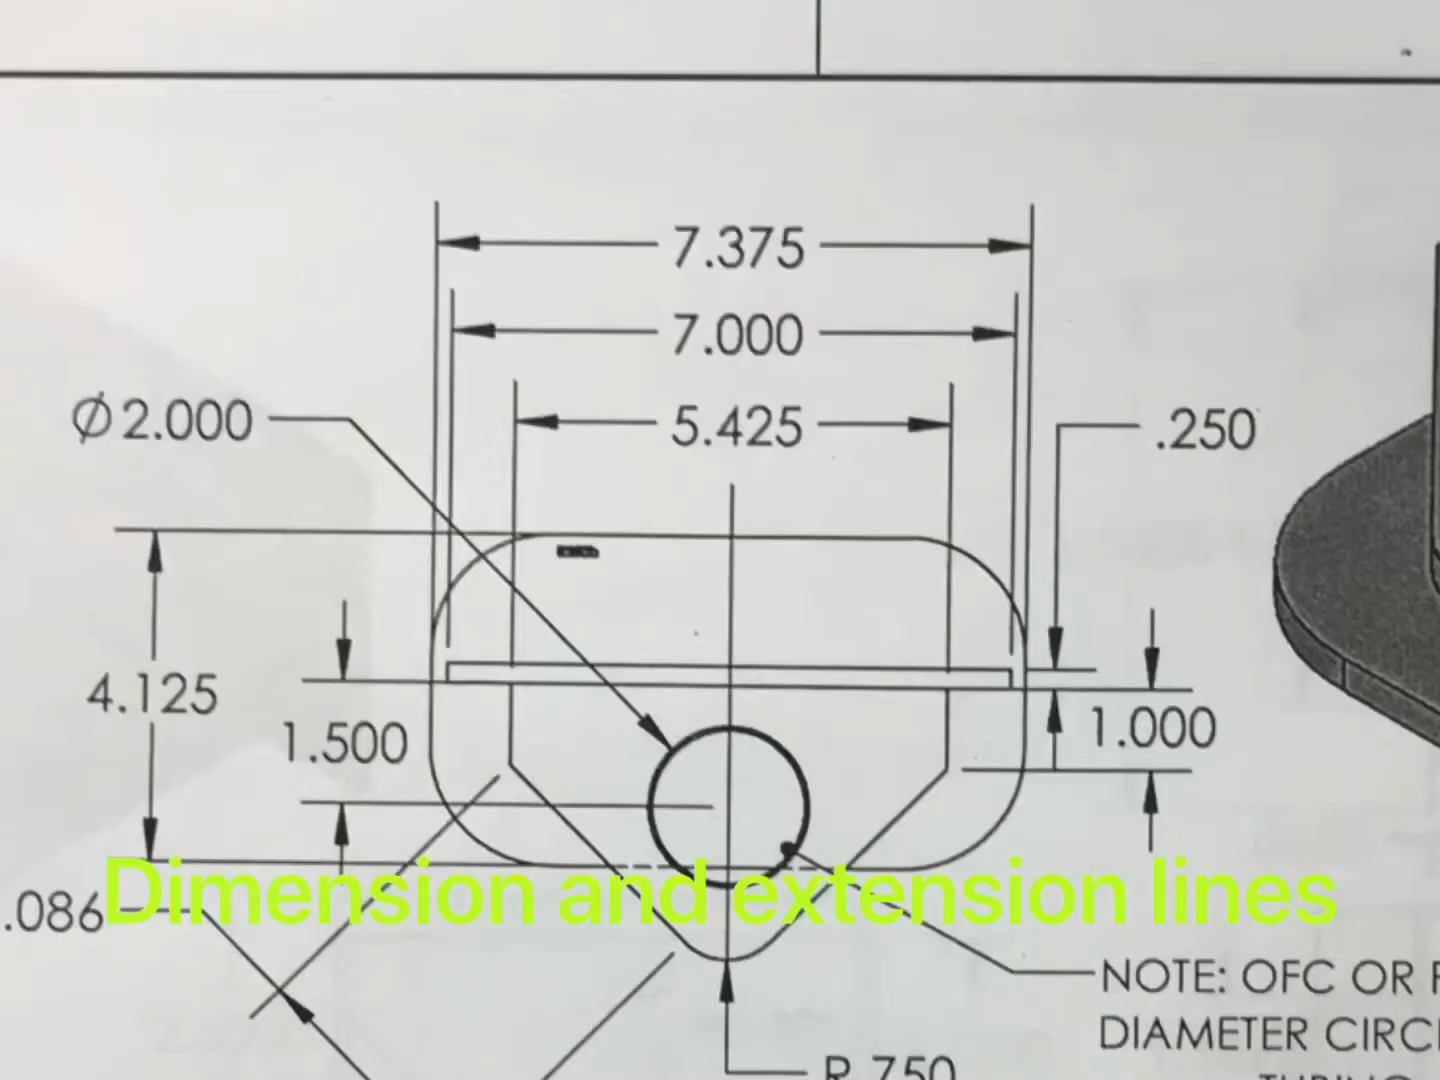 7.375
7.000
Ø2.000
5.425
.250
4.125
1.500
1.000
.086
Dimension and extension lines
NOTE: OFC OR
DIAMETER
R.750